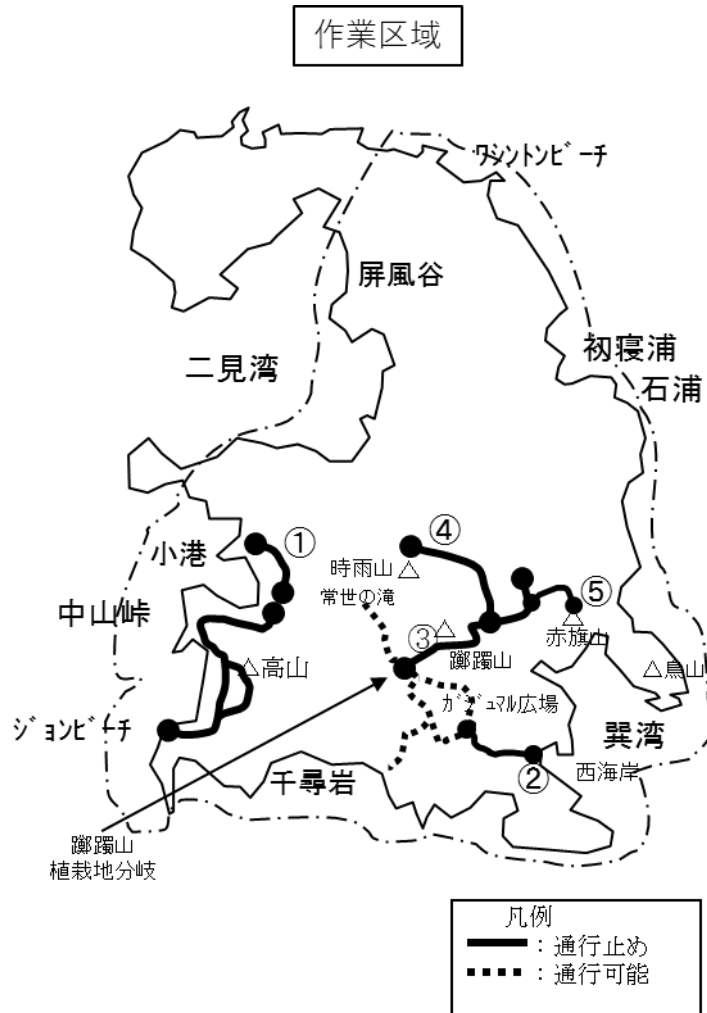 作業区域
ワシントンビーチ
屏風谷
初寝浦
二見湾
石浦
①
④
小港
時雨山
常世の滝
⑤
中山峠
③
赤旗山
躑躅山
高山
鳥山
ガジュマル広場
ジョンビーチ
巽湾
西海岸
②
千尋岩
躑躅山
植栽地分岐
凡例
：通行止め
：通行可能